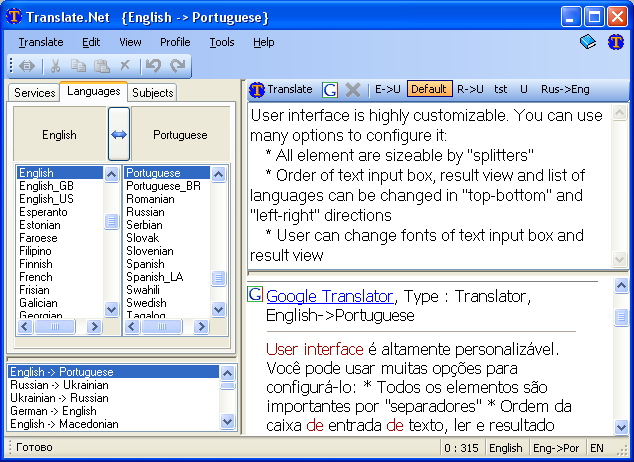 Translate.Net {English -> Portuguese}
Translate Edit View Profile Tools Help
Services Languages Subjects
English Portuguese
English
English_GB
English_US
Esperanto
Estonian
Faroese
Filipino
Finnish
French
Frisian
Galician
Georgian
Portuguese
Portuguese_BR
Romanian
Russian
Serbian
Slovak
Slovenian
Spanish
Spanish_LA
Swahili
Swedish
Tagalog
English -> Portuguese
Russian -> Ukrainian
Ukrainian -> Russian
German -> English
English -> Macedonian
Translate G E->U Default R->U tst U Rus->Eng
User interface is highly customizable. You can use
many options to configure it:
* All element are sizeable by "splitters"
* Order of text input box, result view and list of
languages can be changed in "top-bottom" and
"left-right" directions
* User can change fonts of text input box and
result view
G Google Translator, Type : Translator,
English->Portuguese
User interface é altamente personalizável.
Você pode usar muitas opções para
configurá-lo: * Todos os elementos são
importantes por "separadores" * Ordem da
caixa de entrada de texto, ler e resultado
Готово 0 : 315 English Eng->Por EN